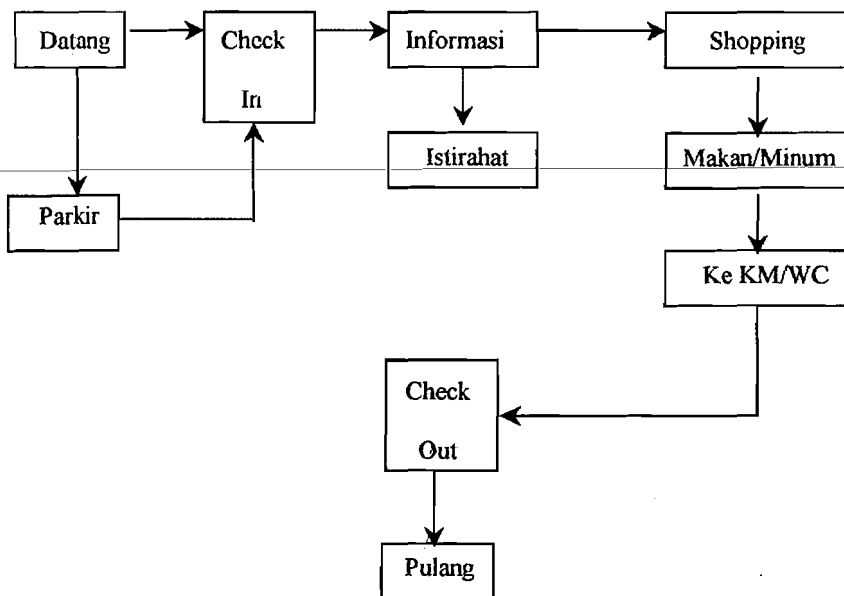 Datang
Check
In
Informasi
Shopping
Istirahat
Makan/Minum
Parkir
Ke KM/WC
Check
Out
Pulang